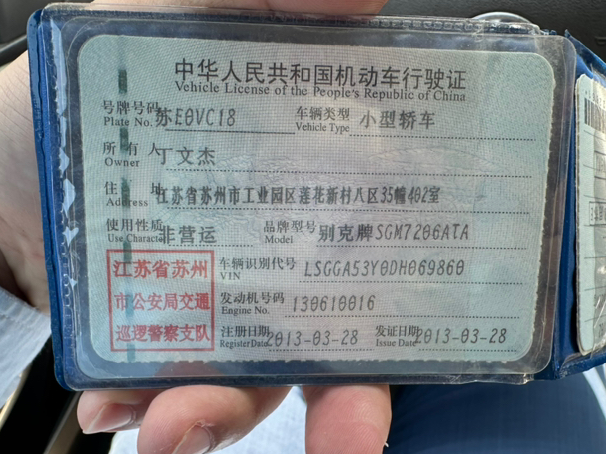 中华人民共和国机动车行驶证
Vehicle License of the People's Republic of China
号牌号码 苏E0VC18 车辆类型 小型轿车
Plate No. Vehicle Type
所有人 丁文杰
Owner
住址 江苏省苏州市工业园区莲花新村八区35幢402室
Address
使用性质 非营运 品牌型号 别克牌SGM7206ATA
Use Character Model
车辆识别代号 LSGGA53Y0DH069860
VIN
发动机号码 130610016
Engine No.
注册日期 2013-03-28 发证日期 2013-03-28
Register Date Issue Date
江苏省苏州
市公安局交通
巡逻警察支队